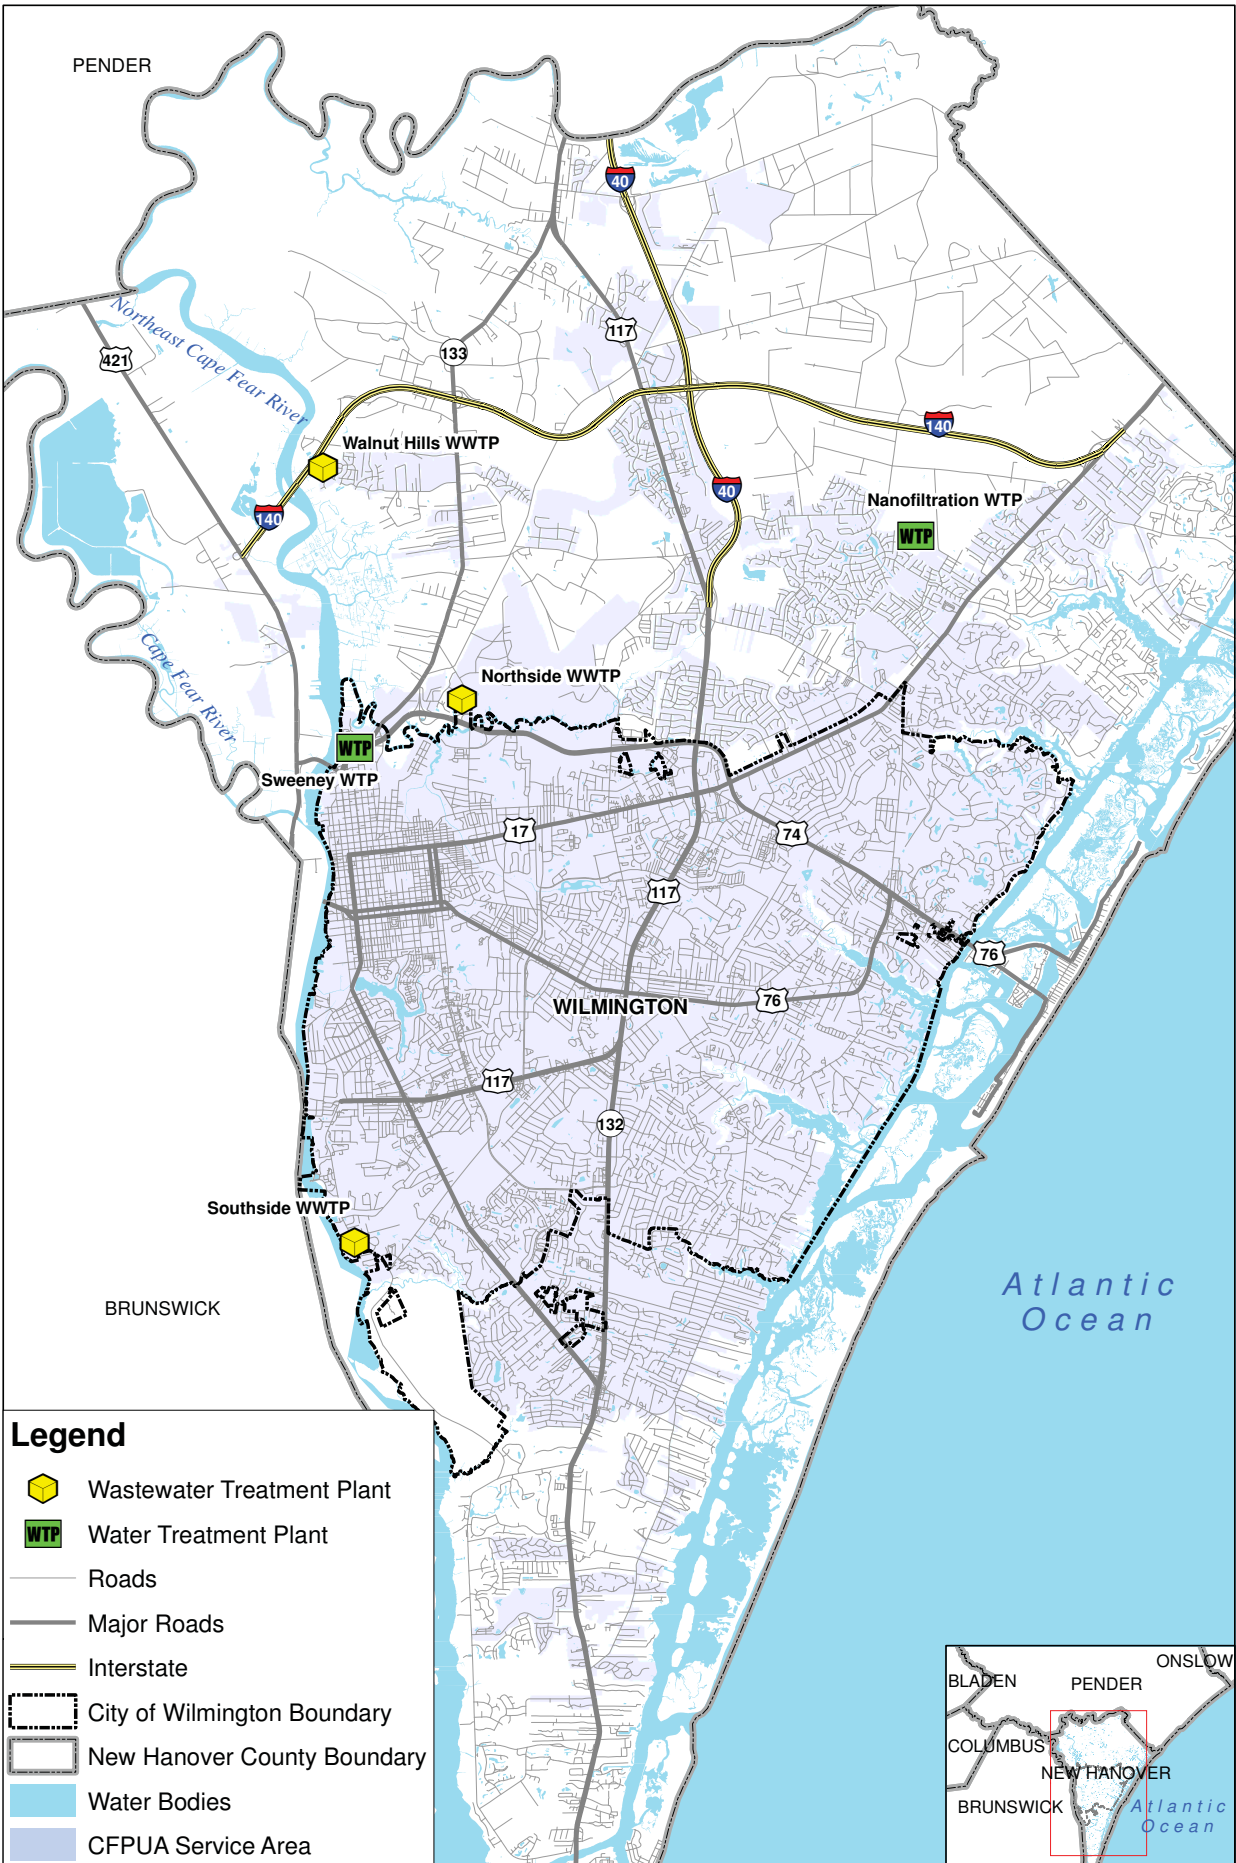 PENDER
40
Northeast Cape Fear River
117
133
421
Walnut Hills WWTP
140
140
40
Nanofiltration WTP
WTP
Cape Fear River
Northside WWTP
WTP
Sweeney WTP
17
74
117
76
WILMINGTON
76
117
132
Southside WWTP
BRUNSWICK
Atlantic
Ocean
Legend
Wastewater Treatment Plant
WTP
Water Treatment Plant
Roads
Major Roads
Interstate
City of Wilmington Boundary
New Hanover County Boundary
Water Bodies
CFPUA Service Area
ONSLOW
BLADEN
PENDER
COLUMBUS
NEW HANOVER
BRUNSWICK
Atlantic
Ocean